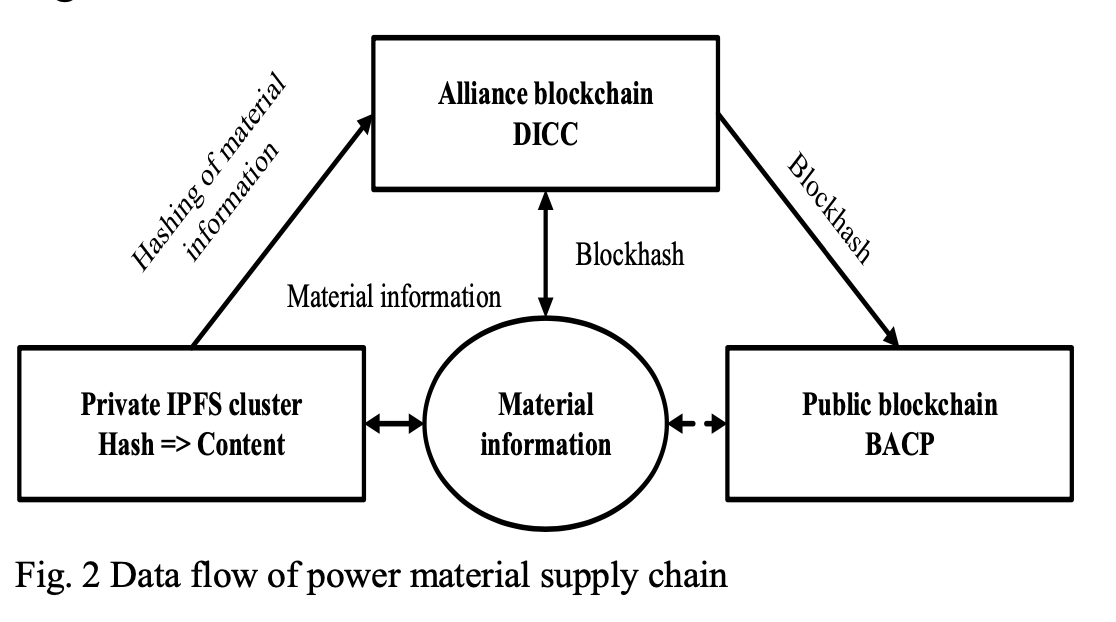 Alliance blockchain
DICC
Hashing of material
information
Blockhash
Blockhash
Material information
Private IPFS cluster
Hash => Content
Material
information
Public blockchain
BACP
Fig. 2 Data flow of power material supply chain